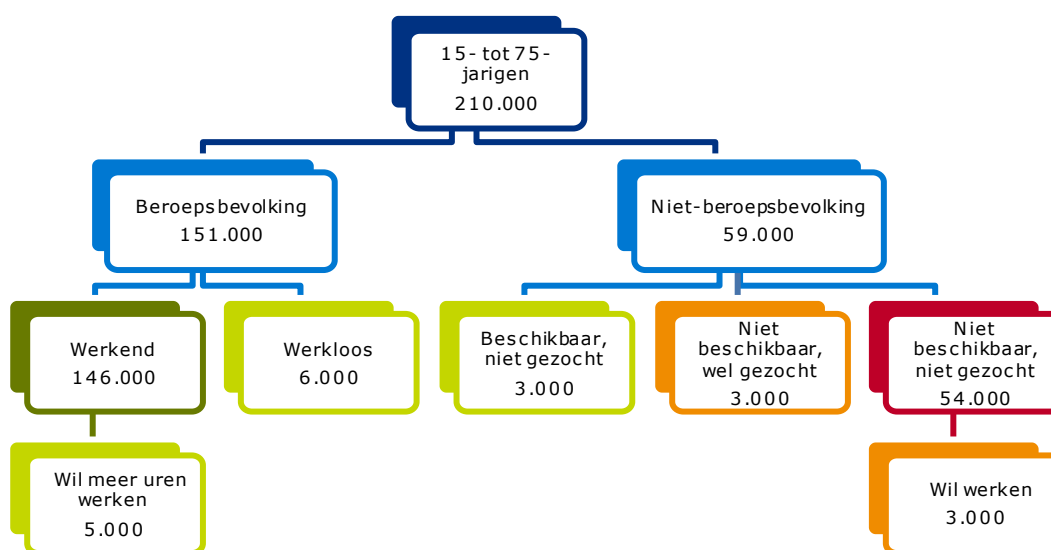 15- tot 75-
jarigen
210.000
Beroepsbevolking
151.000
Niet-beroepsbevolking
59.000
Werkend
146.000
Werkloos
6.000
Beschikbaar,
niet gezocht
3.000
Niet
beschikbaar,
wel gezocht
3.000
Niet
beschikbaar,
niet gezocht
54.000
Wil meer uren
werken
5.000
Wil werken
3.000